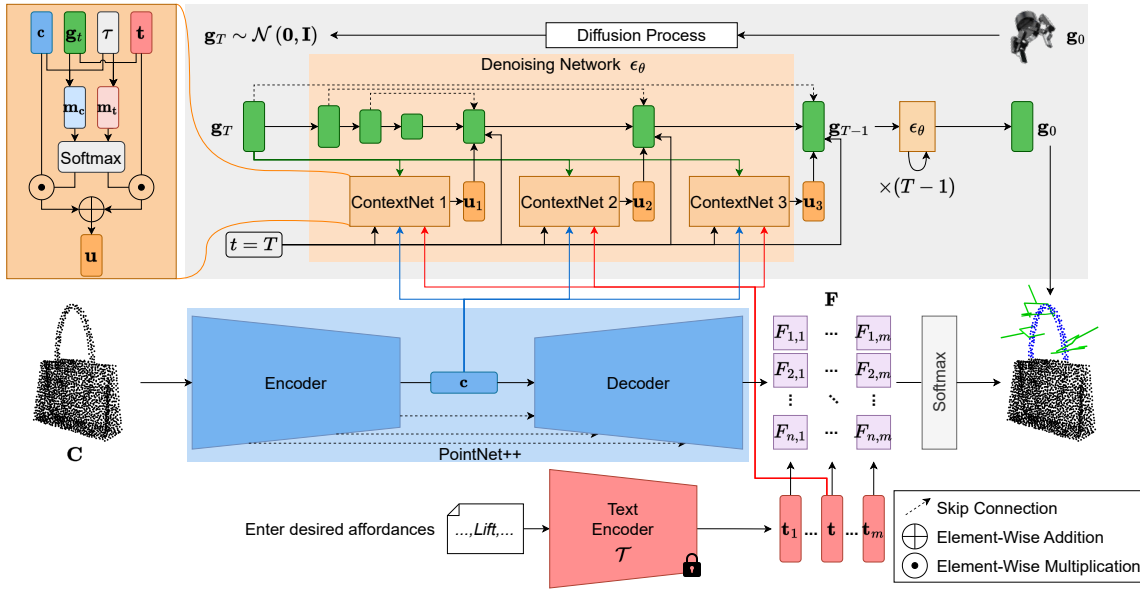 c g_t τ t
m_c m_t
Softmax
u
g_T ∼ 𝒩 (0, I)
Diffusion Process
g_0
Denoising Network ϵ_θ
g_T
g_{T−1}
ϵ_θ
g_0
×(T − 1)
ContextNet 1
u_1
ContextNet 2
u_2
ContextNet 3
u_3
t = T
C
Encoder
c
Decoder
PointNet++
F
F_{1,1} ... F_{1,m}
F_{2,1} ... F_{2,m}
⋮ ⋱ ⋮
F_{n,1} ... F_{n,m}
Softmax
Enter desired affordances
...,Lift,...
Text
Encoder
𝒯
t_1 ... t ... t_m
Skip Connection
Element-Wise Addition
Element-Wise Multiplication